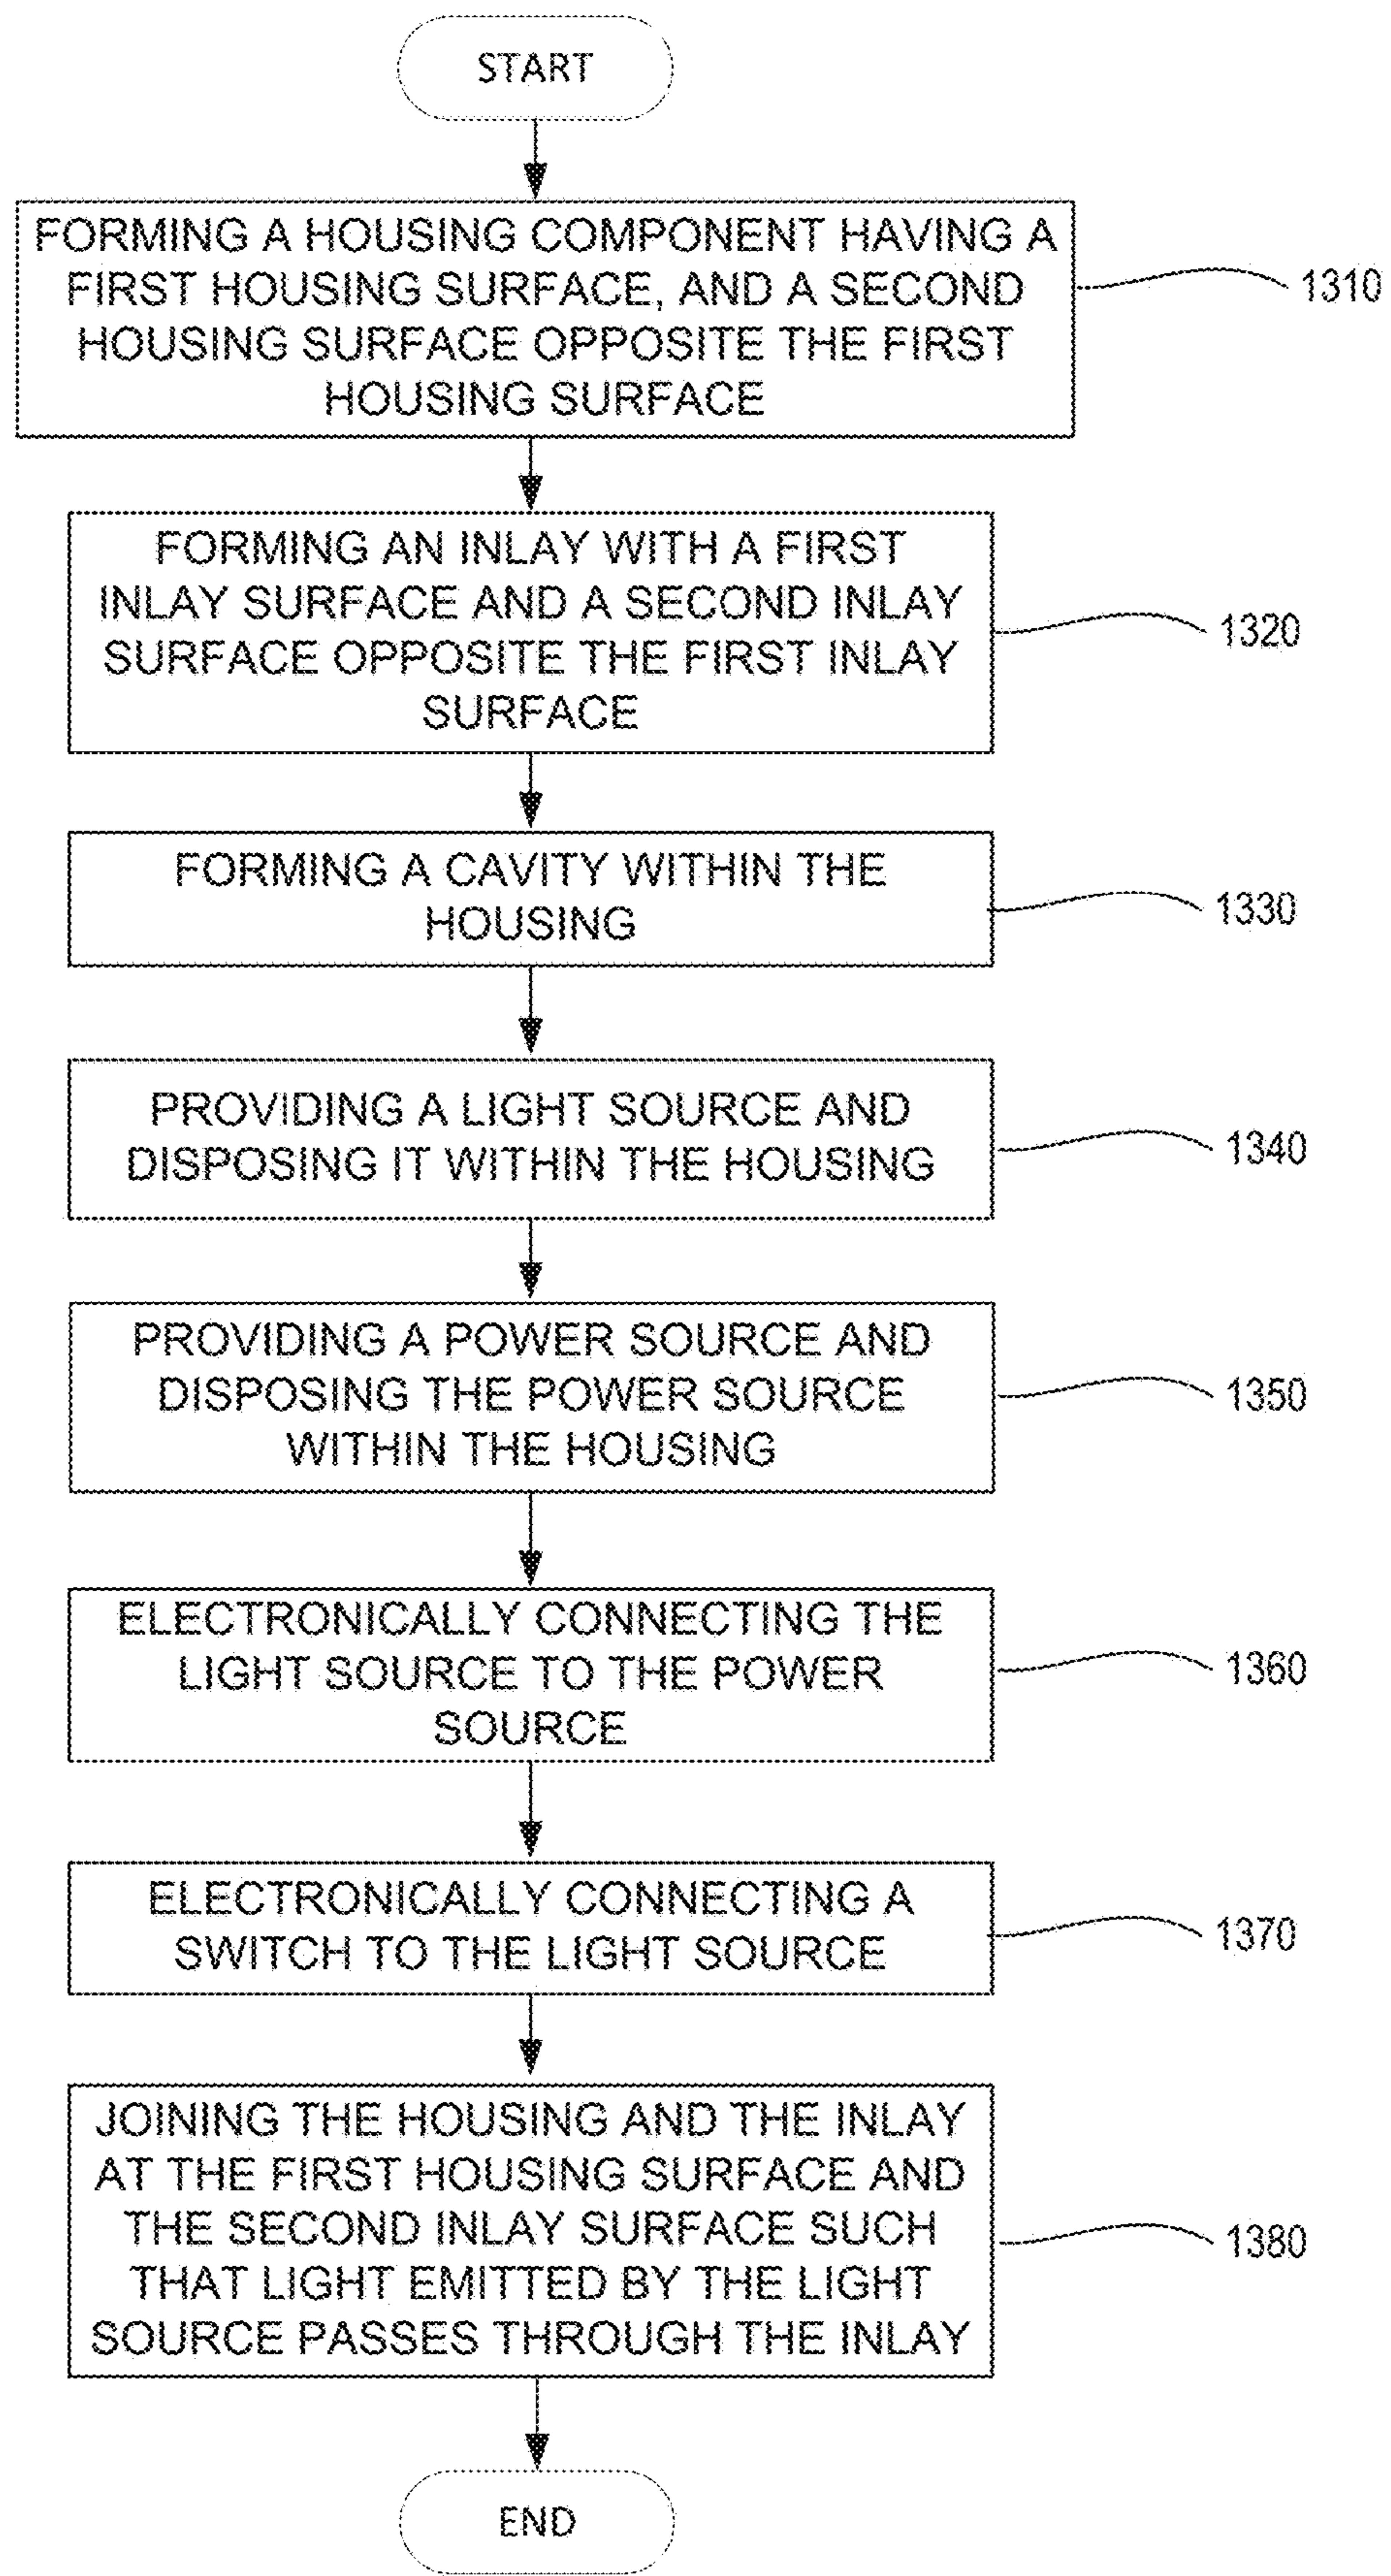 START
FORMING A HOUSING COMPONENT HAVING A
FIRST HOUSING SURFACE, AND A SECOND
HOUSING SURFACE OPPOSITE THE FIRST
HOUSING SURFACE
1310
FORMING AN INLAY WITH A FIRST
INLAY SURFACE AND A SECOND INLAY
SURFACE OPPOSITE THE FIRST INLAY
SURFACE
1320
FORMING A CAVITY WITHIN THE
HOUSING
1330
PROVIDING A LIGHT SOURCE AND
DISPOSING IT WITHIN THE HOUSING
1340
PROVIDING A POWER SOURCE AND
DISPOSING THE POWER SOURCE
WITHIN THE HOUSING
1350
ELECTRONICALLY CONNECTING THE
LIGHT SOURCE TO THE POWER
SOURCE
1360
ELECTRONICALLY CONNECTING A
SWITCH TO THE LIGHT SOURCE
1370
JOINING THE HOUSING AND THE INLAY
AT THE FIRST HOUSING SURFACE AND
THE SECOND INLAY SURFACE SUCH
THAT LIGHT EMITTED BY THE LIGHT
SOURCE PASSES THROUGH THE INLAY
1380
END